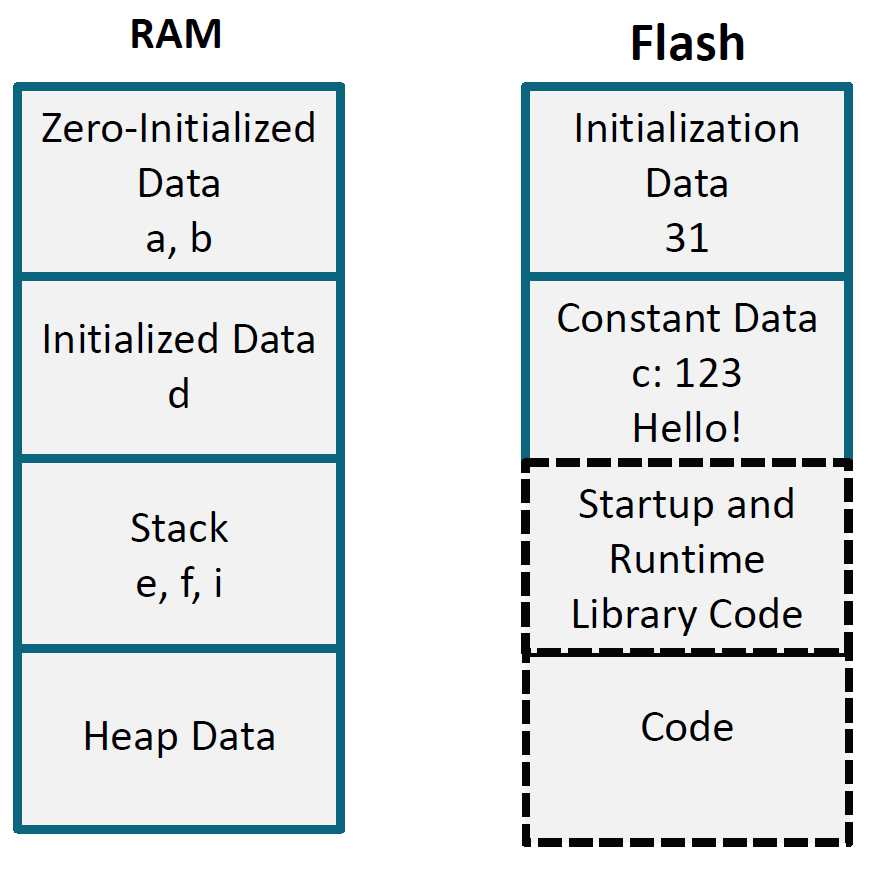 RAM
Zero-Initialized
Data
a, b
Initialized Data
d
Stack
e, f, i
Heap Data
Flash
Initialization
Data
31
Constant Data
c: 123
Hello!
Startup and
Runtime
Library Code
Code